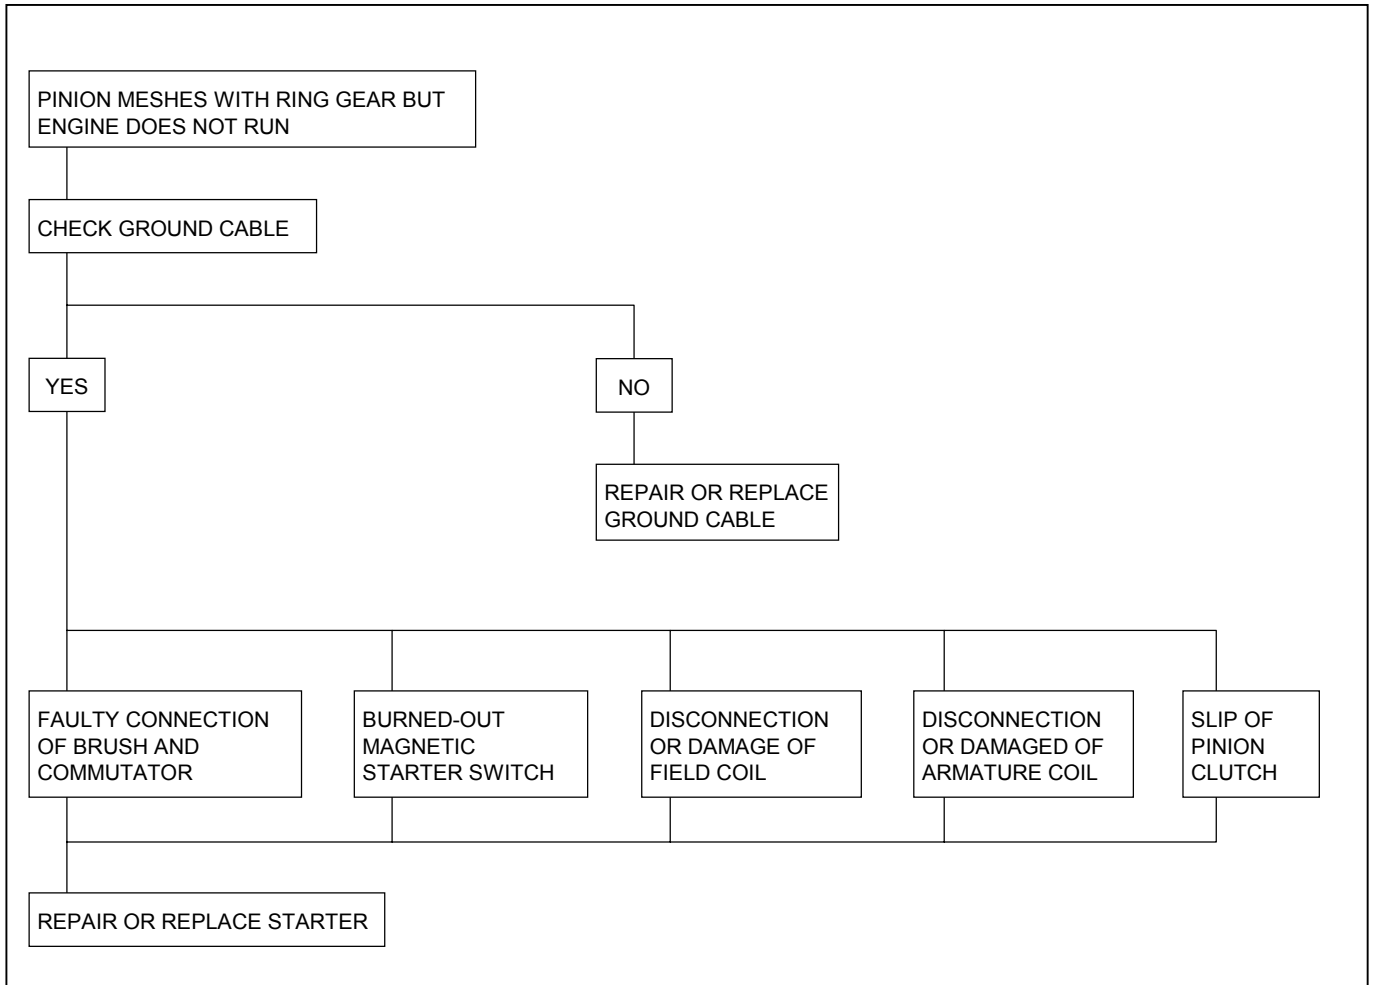 PINION MESHES WITH RING GEAR BUT
ENGINE DOES NOT RUN
CHECK GROUND CABLE
YES
NO
REPAIR OR REPLACE
GROUND CABLE
FAULTY CONNECTION
OF BRUSH AND
COMMUTATOR
BURNED-OUT
MAGNETIC
STARTER SWITCH
DISCONNECTION
OR DAMAGE OF
FIELD COIL
DISCONNECTION
OR DAMAGED OF
ARMATURE COIL
SLIP OF
PINION
CLUTCH
REPAIR OR REPLACE STARTER